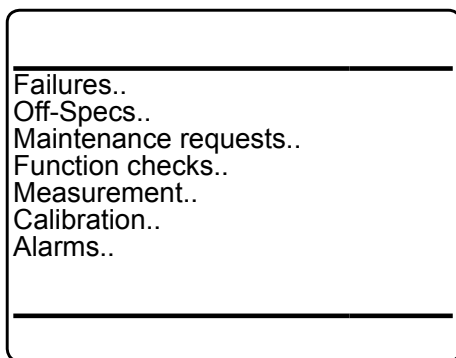 Failures..
Off-Specs..
Maintenance requests..
Function checks..
Measurement..
Calibration..
Alarms..